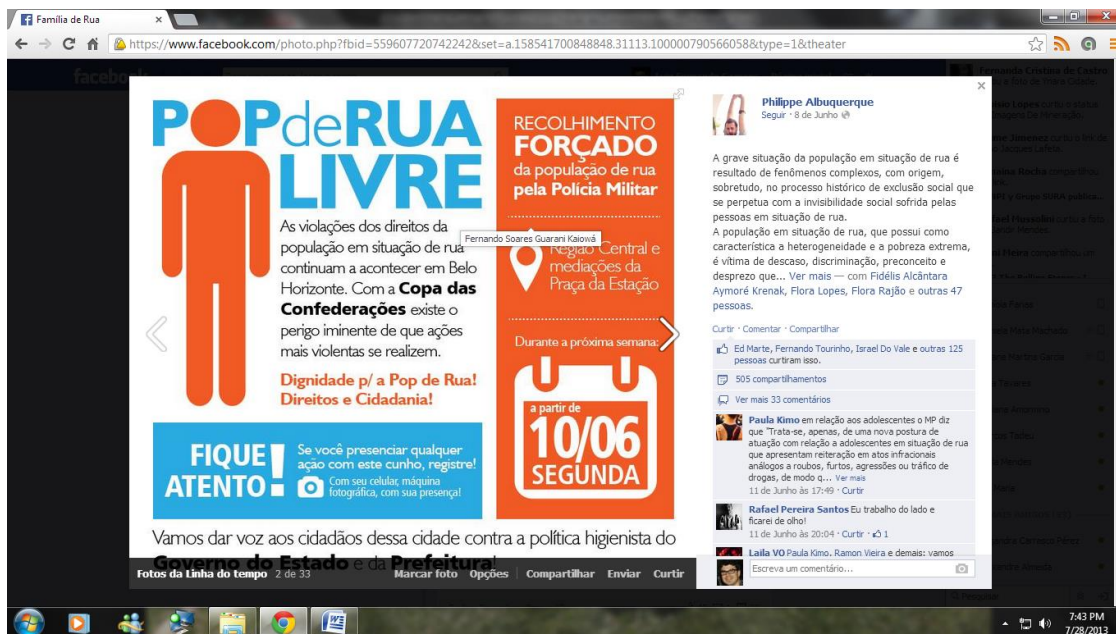 Família de Rua
https://www.facebook.com/photo.php?fbid=559607720742242&set=a.158541700848848.31113.100000790566058&type=1&theater
POPdeRUA
LIVRE
As violações dos direitos da
população em situação de rua
continuam a acontecer em Belo
Horizonte. Com a Copa das
Confederações existe o
perigo iminente de que ações
mais violentas se realizem.
Dignidade p/ a Pop de Rua!
Direitos e Cidadania!
FIQUE
ATENTO!
Se você presenciar qualquer
ação com este cunho, registre!
Com seu celular, máquina
fotográfica, com sua presença!
RECOLHIMENTO
FORÇADO
da população de rua
pela Polícia Militar
Fernando Soares Guarani Kaiowá
Região Central e
mediações da
Praça da Estação
Durante a próxima semana:
a partir de
10/06
SEGUNDA
Vamos dar voz aos cidadãos dessa cidade contra a política higienista do
Governo do Estado e da Prefeitura!
Fotos da Linha do tempo 2 de 33
Marcar foto Opções Compartilhar Enviar Curtir
Philippe Albuquerque
Seguir · 8 de Junho
A grave situação da população em situação de rua é
resultado de fenômenos complexos, com origem,
sobretudo, no processo histórico de exclusão social que
se perpetua com a invisibilidade social sofrida pelas
pessoas em situação de rua.
A população em situação de rua, que possui como
característica a heterogeneidade e a pobreza extrema,
é vítima de descaso, discriminação, preconceito e
desprezo que... Ver mais — com Fidélis Alcântara
Aymoré Krenak, Flora Lopes, Flora Rajão e outras 47
pessoas.
Curtir · Comentar · Compartilhar
Ed Marte, Fernando Tourinho, Israel Do Vale e outras 125
pessoas curtiram isso.
505 compartilhamentos
Ver mais 33 comentários
Paula Kimo em relação aos adolescentes o MP diz
que "Trata-se, apenas, de uma nova postura de
atuação com relação a adolescentes em situação de rua
que apresentam reiteração em atos infracionais
análogos a roubos, furtos, agressões ou tráfico de
drogas, de modo q... Ver mais
11 de Junho às 17:49 · Curtir
Rafael Pereira Santos Eu trabalho do lado e
ficarei de olho!
11 de Junho às 20:04 · Curtir · 1
Laila VO Paula Kimo, Ramon Vieira e demais: vamos
Escreva um comentário...
7:43 PM
7/28/2013